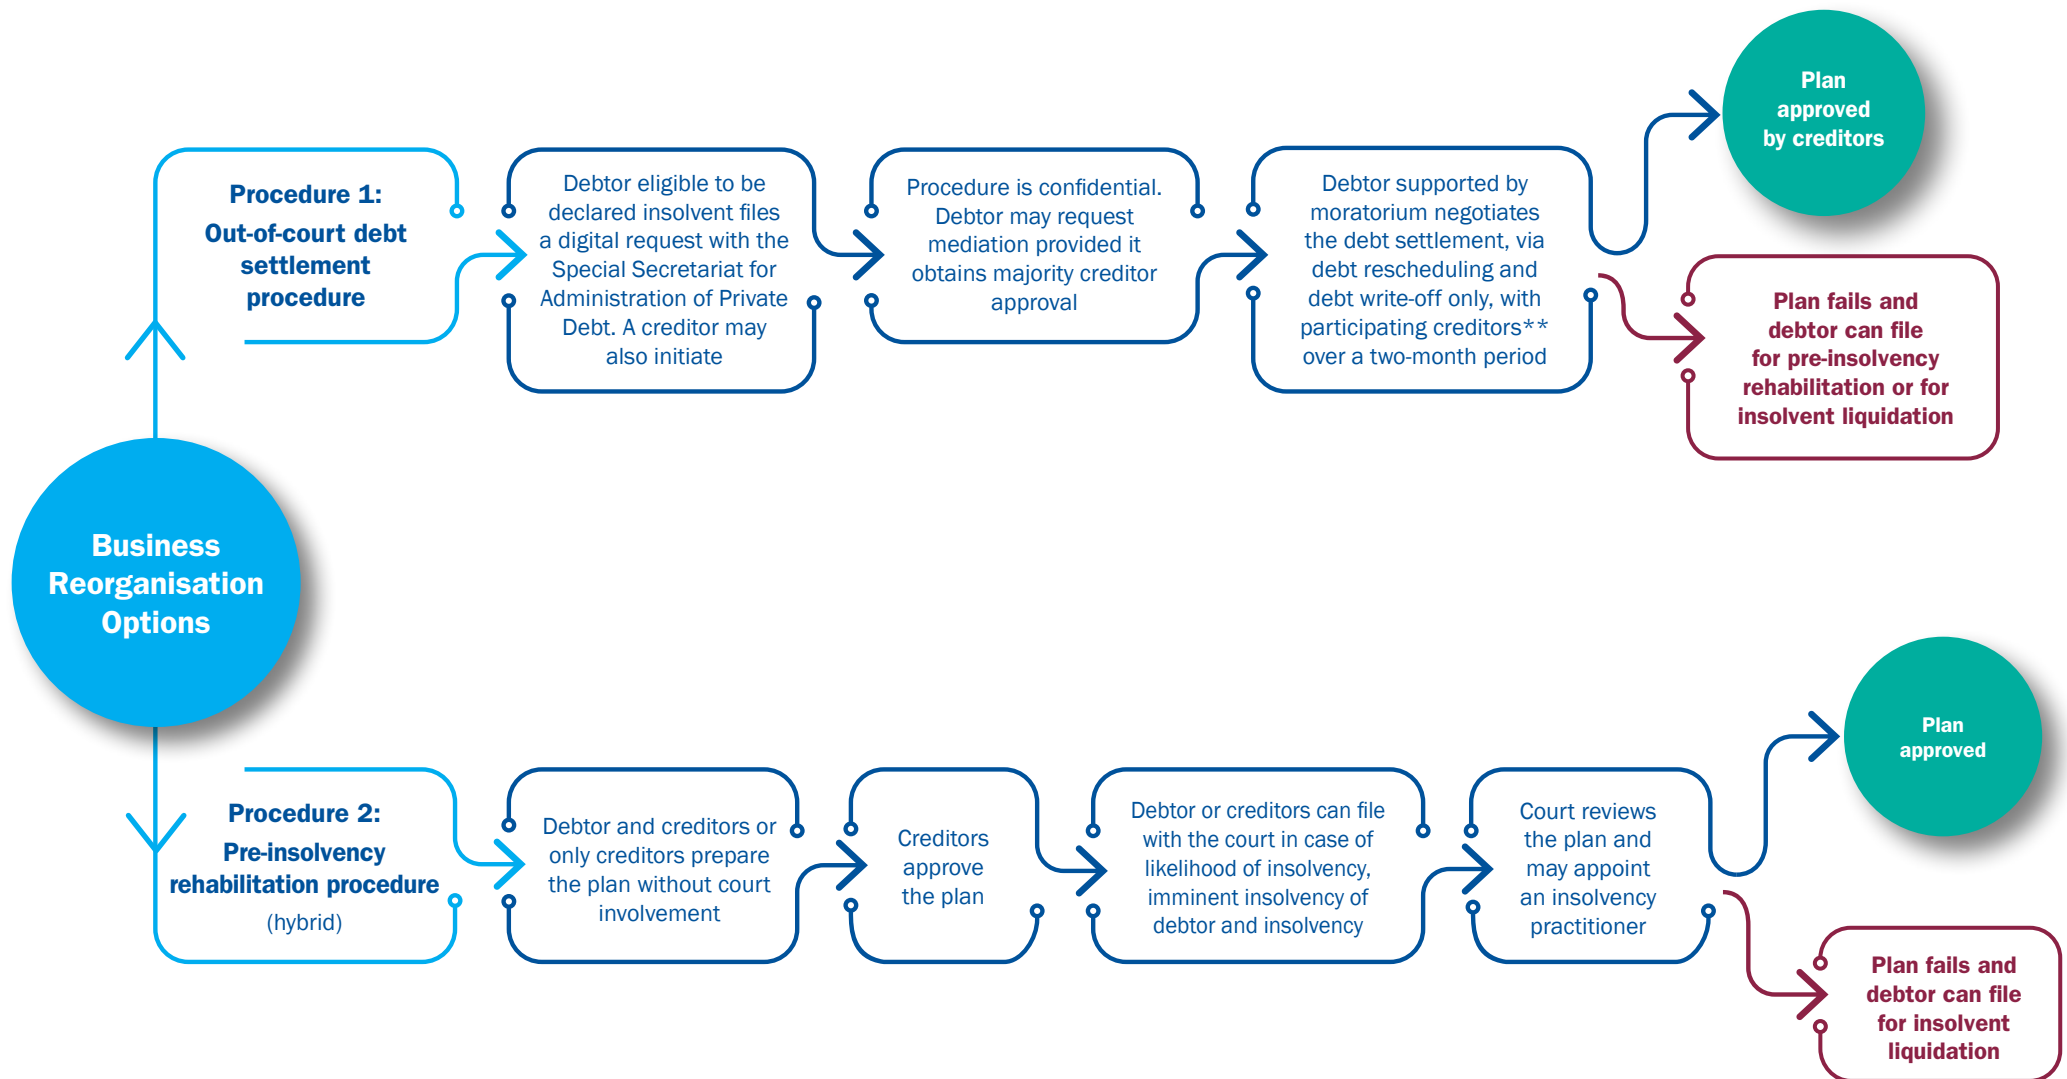 Business
Reorganisation
Options
Procedure 1:
Out-of-court debt
settlement
procedure
Debtor eligible to be
declared insolvent files
a digital request with the
Special Secretariat for
Administration of Private
Debt. A creditor may
also initiate
Procedure is confidential.
Debtor may request
mediation provided it
obtains majority creditor
approval
Debtor supported by
moratorium negotiates
the debt settlement, via
debt rescheduling and
debt write-off only, with
participating creditors**
over a two-month period
Plan
approved
by creditors
Plan fails and
debtor can file
for pre-insolvency
rehabilitation or for
insolvent liquidation
Procedure 2:
Pre-insolvency
rehabilitation procedure
(hybrid)
Debtor and creditors or
only creditors prepare
the plan without court
involvement
Creditors
approve
the plan
Debtor or creditors can file
with the court in case of
likelihood of insolvency,
imminent insolvency of
debtor and insolvency
Court reviews
the plan and
may appoint
an insolvency
practitioner
Plan
approved
Plan fails and
debtor can file
for insolvent
liquidation